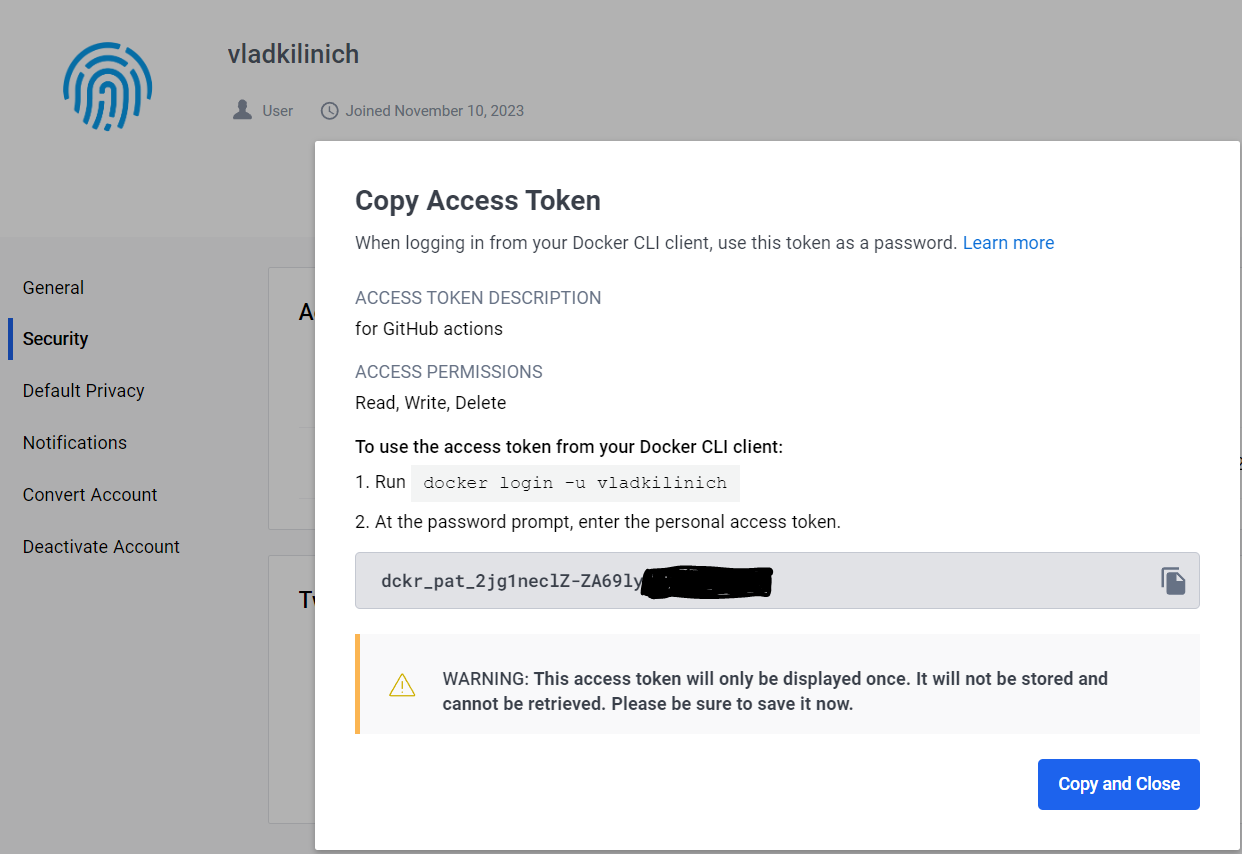 vladkilinich
User
Joined November 10, 2023
Copy Access Token
When logging in from your Docker CLI client, use this token as a password. Learn more
ACCESS TOKEN DESCRIPTION
for GitHub actions
ACCESS PERMISSIONS
Read, Write, Delete
To use the access token from your Docker CLI client:
1. Run docker login -u vladkilinich
2. At the password prompt, enter the personal access token.
dckr_pat_2jg1neclZ-ZA69ly
WARNING: This access token will only be displayed once. It will not be stored and
cannot be retrieved. Please be sure to save it now.
Copy and Close
General
Security
Default Privacy
Notifications
Convert Account
Deactivate Account